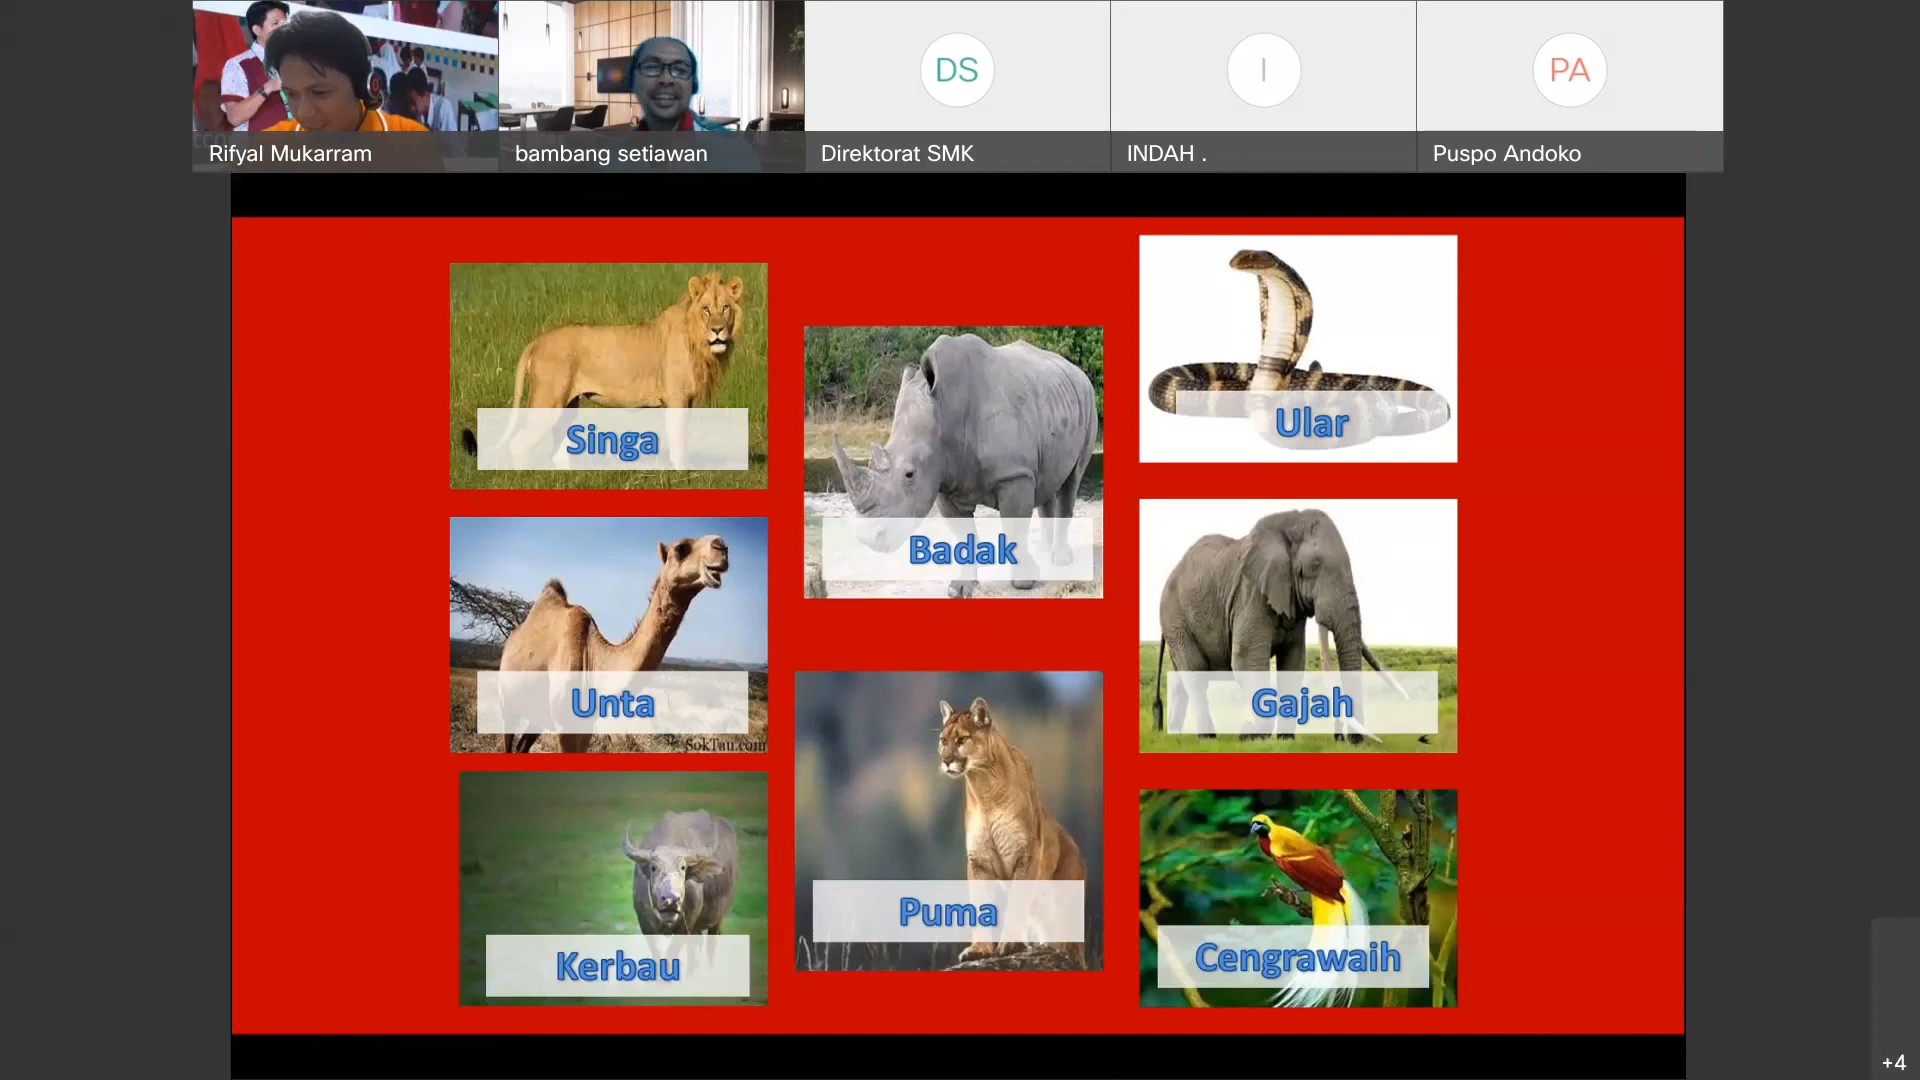 Rifyal Mukarram
bambang setiawan
DS
Direktorat SMK
I
INDAH .
PA
Puspo Andoko
Singa
Badak
Ular
Unta
SokTau.com
Gajah
Kerbau
Puma
Cengrawaih
+4